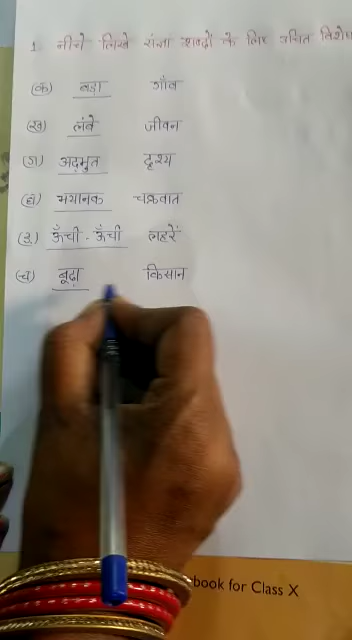 1 नीचे लिखे संज्ञा शब्दों के लिए उचित विशेष
(क) बड़ा गाँव
(ख) लंबे जीवन
(ग) अद्भुत दृश्य
(घ) भयानक चक्रवात
(ङ) ऊँची - ऊँची लहरें
(च) बूढ़ा किसान
book for Class X